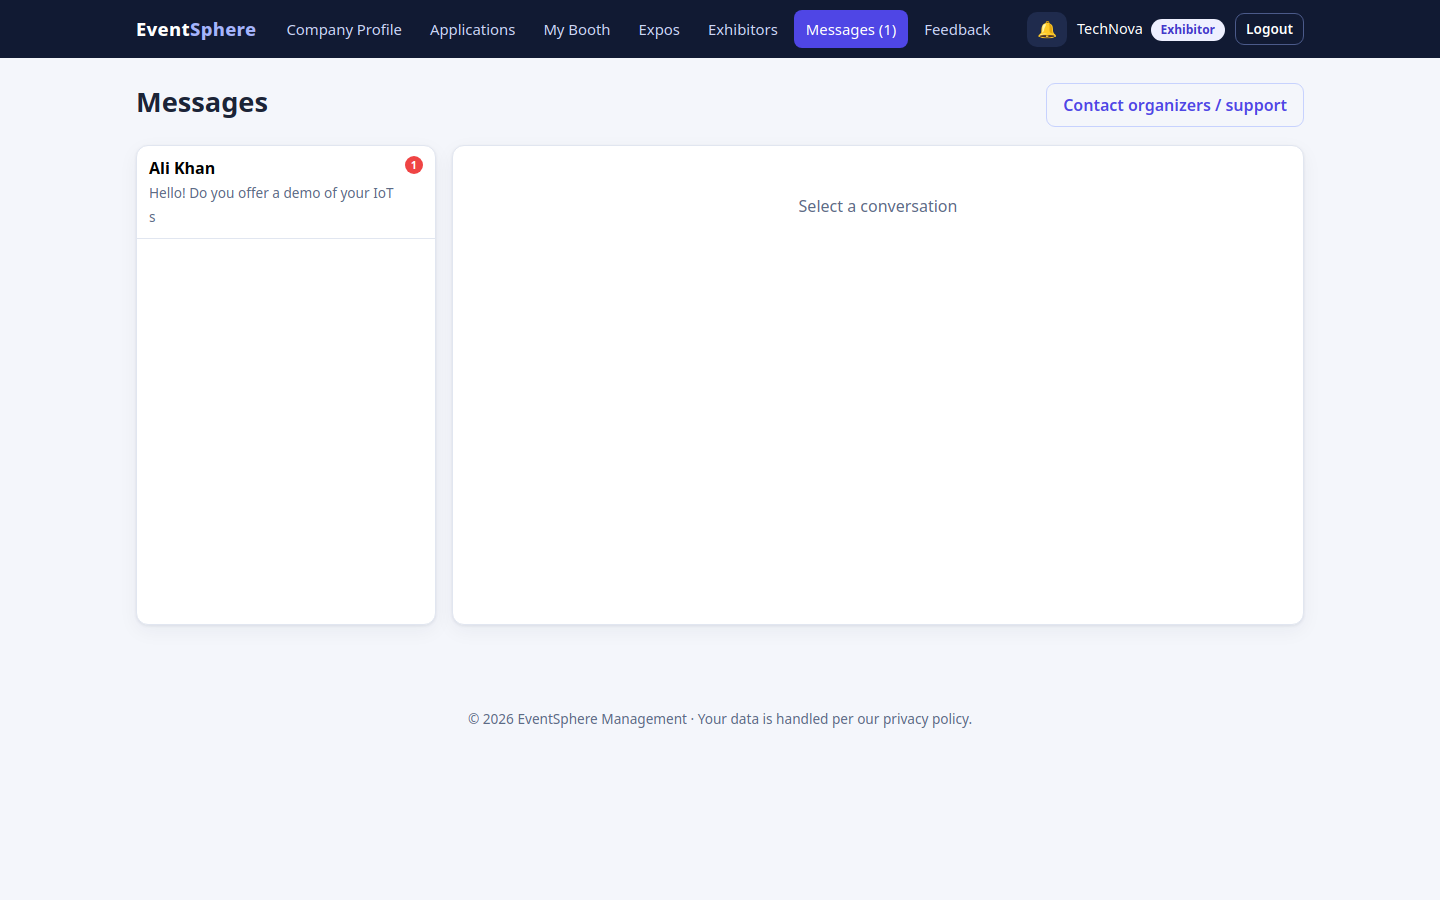 EventSphere Company Profile Applications My Booth Expos Exhibitors Messages (1) Feedback TechNova Exhibitor Logout
Messages
Contact organizers / support
Ali Khan 1
Hello! Do you offer a demo of your IoT
s
Select a conversation
© 2026 EventSphere Management · Your data is handled per our privacy policy.